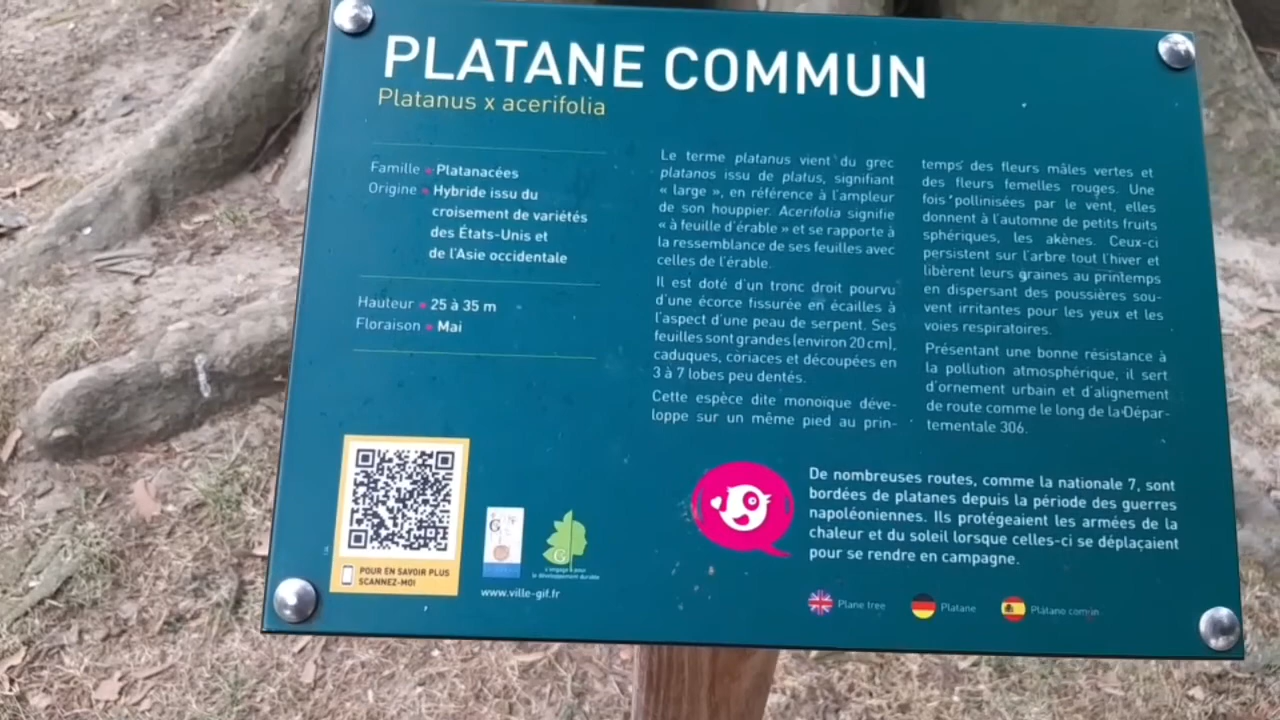 PLATANE COMMUN
Platanus x acerifolia
Famille • Platanacées
Origine • Hybride issu du
croisement de variétés
des États-Unis et
de l'Asie occidentale
Hauteur • 25 à 35 m
Floraison • Mai
Le terme platanus vient du grec
platanos issu de platus, signifiant
« large », en référence à l'ampleur
de son houppier. Acerifolia signifie
« à feuille d'érable » et se rapporte à
la ressemblance de ses feuilles avec
celles de l'érable.
Il est doté d'un tronc droit pourvu
d'une écorce fissurée en écailles à
l'aspect d'une peau de serpent. Ses
feuilles sont grandes (environ 20 cm),
caduques, coriaces et découpées en
3 à 7 lobes peu dentés.
Cette espèce dite monoïque déve-
loppe sur un même pied au prin-
temps des fleurs mâles vertes et
des fleurs femelles rouges. Une
fois pollinisées par le vent, elles
donnent à l'automne de petits fruits
sphériques, les akènes. Ceux-ci
persistent sur l'arbre tout l'hiver et
libèrent leurs graines au printemps
en dispersant des poussières sou-
vent irritantes pour les yeux et les
voies respiratoires.
Présentant une bonne résistance à
la pollution atmosphérique, il sert
d'ornement urbain et d'alignement
de route comme le long de la Dépar-
tementale 306.
De nombreuses routes, comme la nationale 7, sont
bordées de platanes depuis la période des guerres
napoléoniennes. Ils protégeaient les armées de la
chaleur et du soleil lorsque celles-ci se déplaçaient
pour se rendre en campagne.
POUR EN SAVOIR PLUS
SCANNEZ-MOI
G
G
s'engage pour
le développement durable
www.ville-gif.fr
Plane tree
Platane
Plátano común